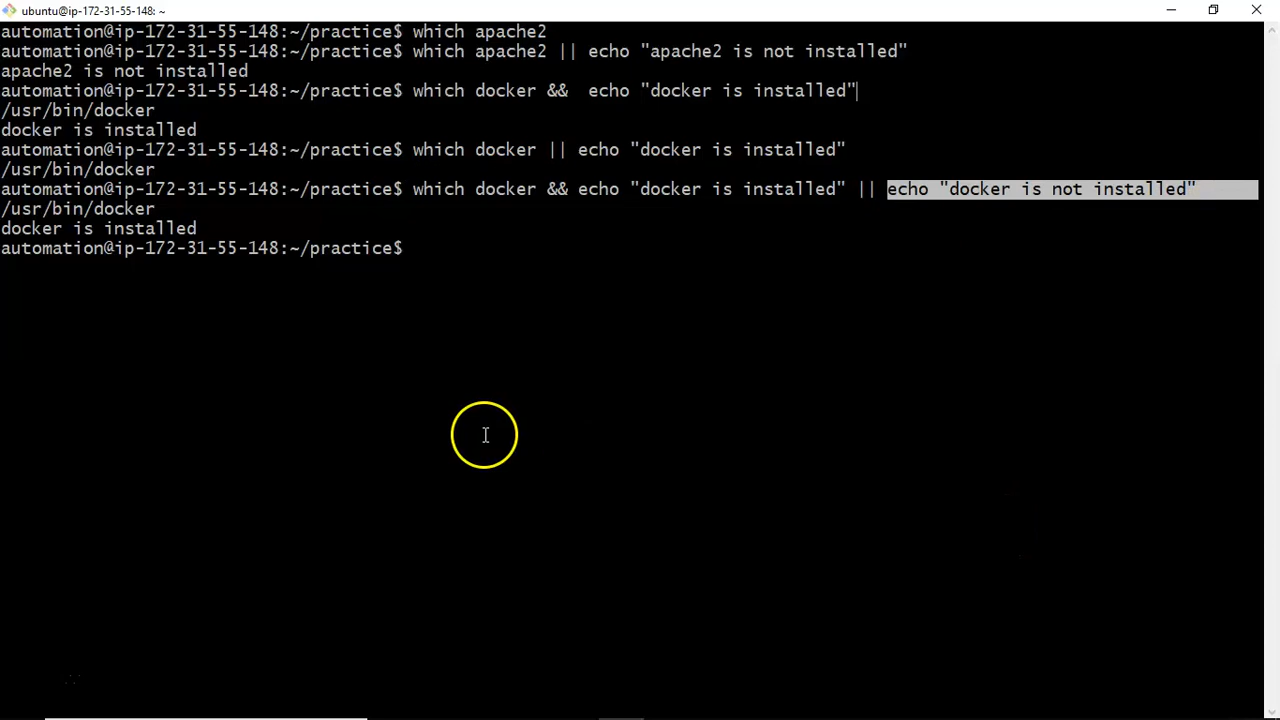 ubuntu@ip-172-31-55-148: ~
automation@ip-172-31-55-148:~/practice$ which apache2
automation@ip-172-31-55-148:~/practice$ which apache2 || echo "apache2 is not installed"
apache2 is not installed
automation@ip-172-31-55-148:~/practice$ which docker &&  echo "docker is installed"
/usr/bin/docker
docker is installed
automation@ip-172-31-55-148:~/practice$ which docker || echo "docker is installed"
/usr/bin/docker
automation@ip-172-31-55-148:~/practice$ which docker && echo "docker is installed" || echo "docker is not installed"
/usr/bin/docker
docker is installed
automation@ip-172-31-55-148:~/practice$